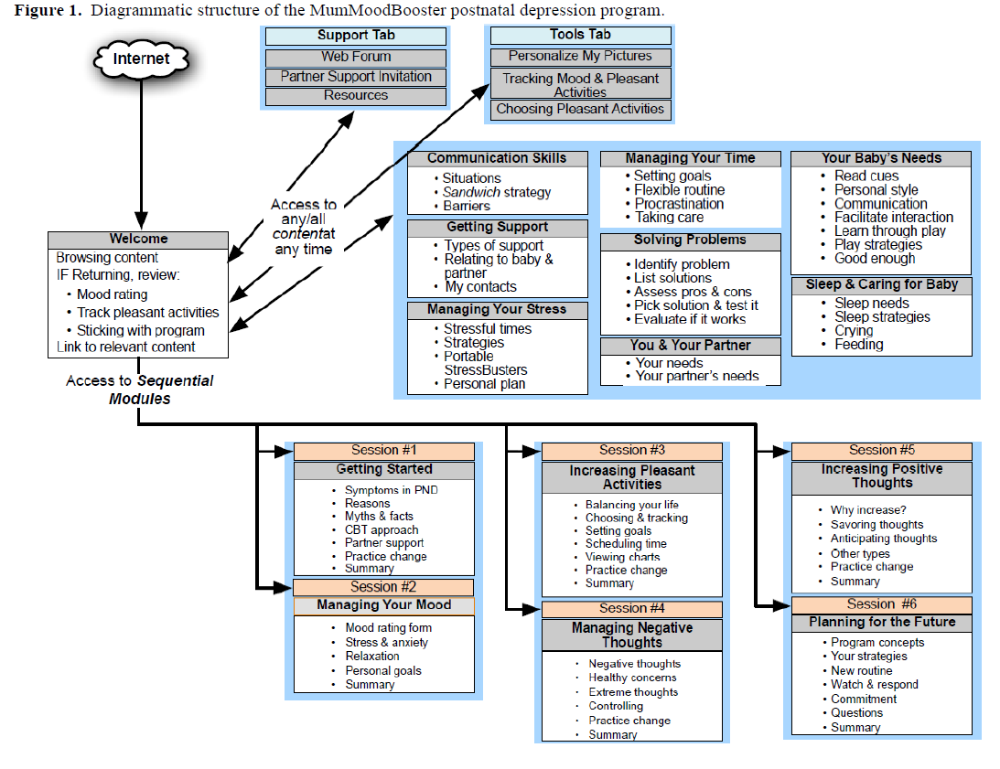 Figure 1. Diagrammatic structure of the MumMoodBooster postnatal depression program.
Internet
Support Tab
Web Forum
Partner Support Invitation
Resources
Tools Tab
Personalize My Pictures
Tracking Mood & Pleasant
Activities
Choosing Pleasant Activities
Access to
any/all
contentat
any time
Welcome
Browsing content
IF Returning, review:
• Mood rating
• Track pleasant activities
• Sticking with program
Link to relevant content
Communication Skills
• Situations
• Sandwich strategy
• Barriers
Getting Support
• Types of support
• Relating to baby &
partner
• My contacts
Managing Your Stress
• Stressful times
• Strategies
• Portable
StressBusters
• Personal plan
Managing Your Time
• Setting goals
• Flexible routine
• Procrastination
• Taking care
Solving Problems
• Identify problem
• List solutions
• Assess pros & cons
• Pick solution & test it
• Evaluate if it works
You & Your Partner
• Your needs
• Your partner's needs
Your Baby's Needs
• Read cues
• Personal style
• Communication
• Facilitate interaction
• Learn through play
• Play strategies
• Good enough
Sleep & Caring for Baby
• Sleep needs
• Sleep strategies
• Crying
• Feeding
Access to Sequential
Modules
Session #1
Getting Started
• Symptoms in PND
• Reasons
• Myths & facts
• CBT approach
• Partner support
• Practice change
• Summary
Session #2
Managing Your Mood
• Mood rating form
• Stress & anxiety
• Relaxation
• Personal goals
• Summary
Session #3
Increasing Pleasant
Activities
• Balancing your life
• Choosing & tracking
• Setting goals
• Scheduling time
• Viewing charts
• Practice change
• Summary
Session #4
Managing Negative
Thoughts
• Negative thoughts
• Healthy concerns
• Extreme thoughts
• Controlling
• Practice change
• Summary
Session #5
Increasing Positive
Thoughts
• Why increase?
• Savoring thoughts
• Anticipating thoughts
• Other types
• Practice change
• Summary
Session #6
Planning for the Future
• Program concepts
• Your strategies
• New routine
• Watch & respond
• Commitment
• Questions
• Summary